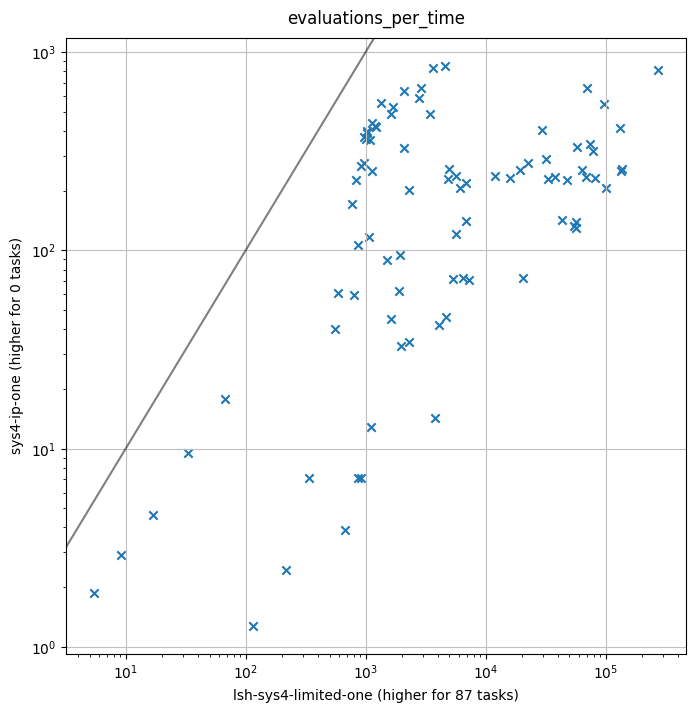 evaluations_per_time
10³
10²
10¹
10⁰
sys4-ip-one (higher for 0 tasks)
10¹ 10² 10³ 10⁴ 10⁵
lsh-sys4-limited-one (higher for 87 tasks)